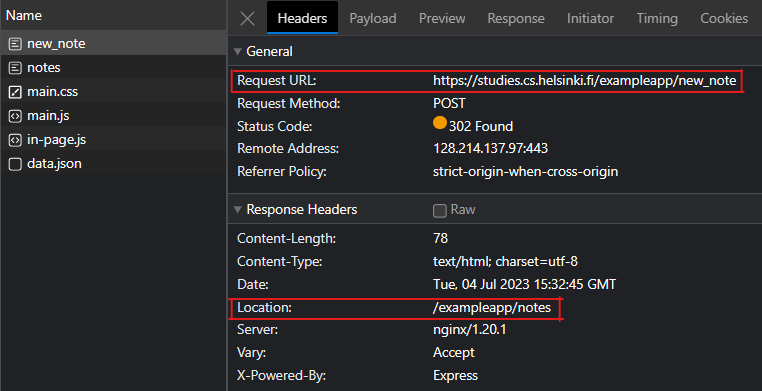 Name
new_note
notes
main.css
main.js
in-page.js
data.json
Headers Payload Preview Response Initiator Timing Cookies
General
Request URL: https://studies.cs.helsinki.fi/exampleapp/new_note
Request Method: POST
Status Code: 302 Found
Remote Address: 128.214.137.97:443
Referrer Policy: strict-origin-when-cross-origin
Response Headers Raw
Content-Length: 78
Content-Type: text/html; charset=utf-8
Date: Tue, 04 Jul 2023 15:32:45 GMT
Location: /exampleapp/notes
Server: nginx/1.20.1
Vary: Accept
X-Powered-By: Express